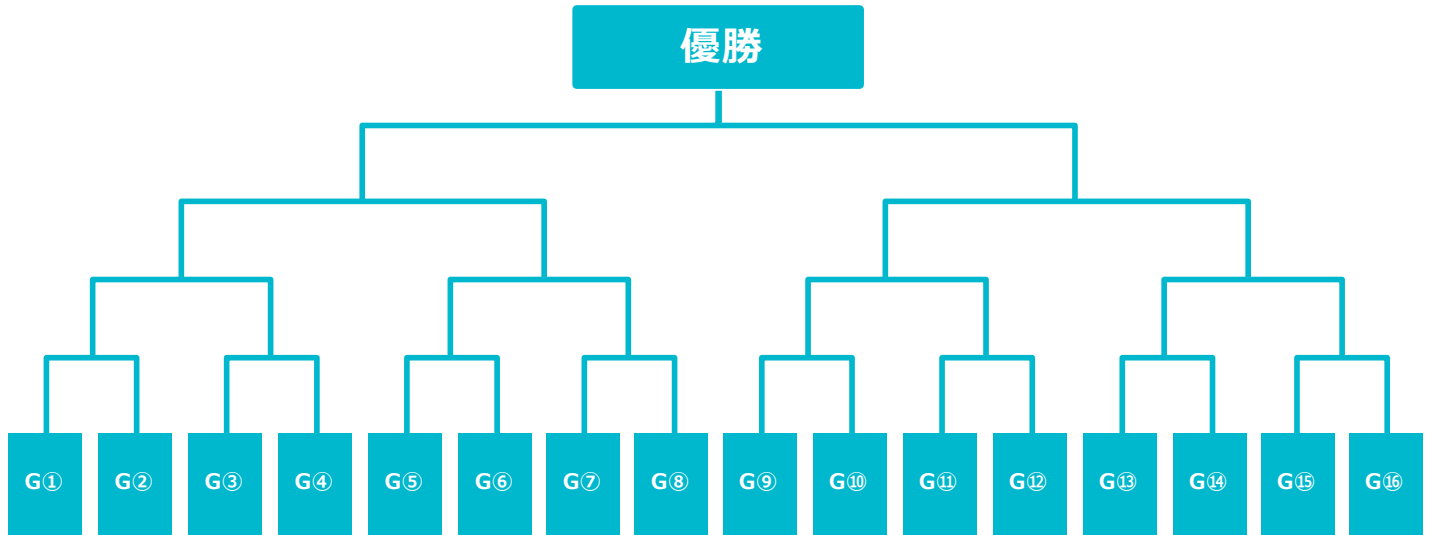 優勝
G① G② G③ G④ G⑤ G⑥ G⑦ G⑧ G⑨ G⑩ G⑪ G⑫ G⑬ G⑭ G⑮ G⑯